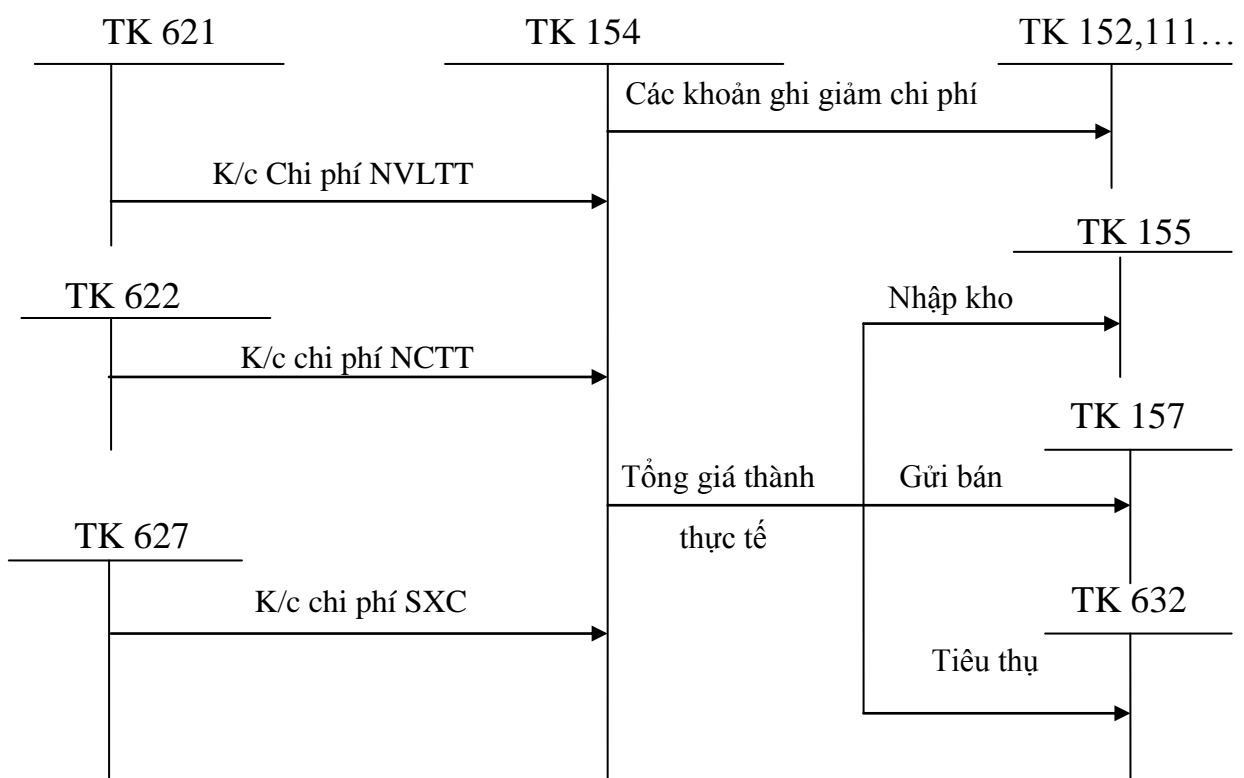 TK 621
TK 154
TK 152,111…
Các khoản ghi giảm chi phí
K/c Chi phí NVLTT
TK 155
TK 622
Nhập kho
K/c chi phí NCTT
TK 157
Tổng giá thành
Gửi bán
thực tế
TK 627
K/c chi phí SXC
TK 632
Tiêu thụ